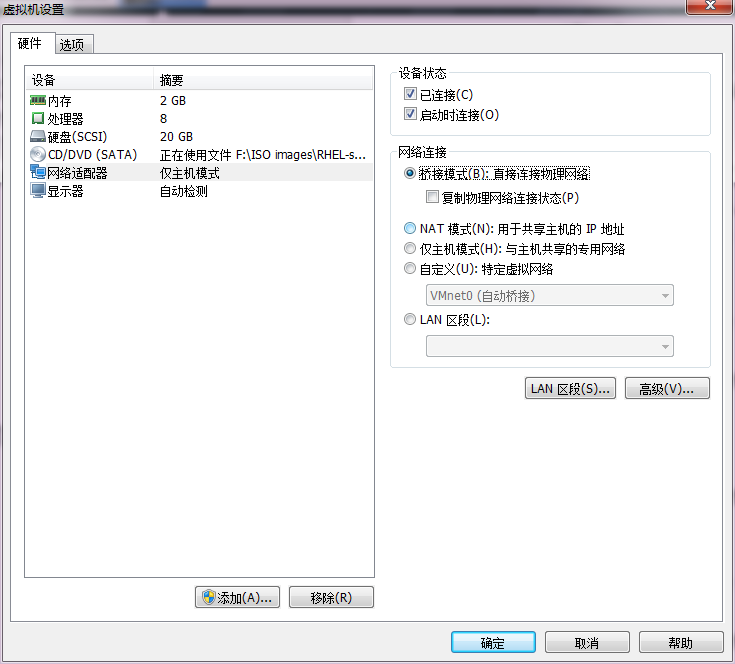 虚拟机设置
硬件 选项
设备 摘要
内存 2 GB
处理器 8
硬盘(SCSI) 20 GB
CD/DVD (SATA) 正在使用文件 F:\ISO images\RHEL-s...
网络适配器 仅主机模式
显示器 自动检测
添加(A)... 移除(R)
设备状态
已连接(C)
启动时连接(O)
网络连接
桥接模式(B): 直接连接物理网络
复制物理网络连接状态(P)
NAT 模式(N): 用于共享主机的 IP 地址
仅主机模式(H): 与主机共享的专用网络
自定义(U): 特定虚拟网络
VMnet0 (自动桥接)
LAN 区段(L):
LAN 区段(S)... 高级(V)...
确定 取消 帮助